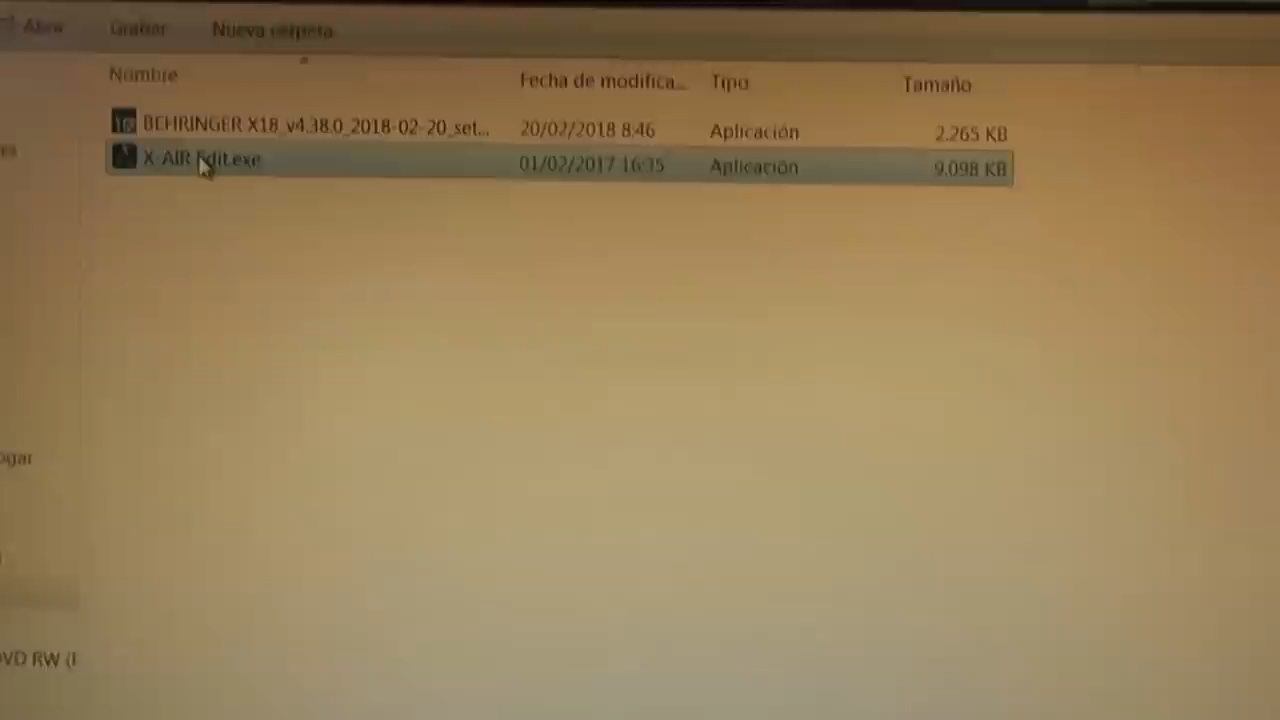 Abrir Grabar Nueva carpeta
Nombre Fecha de modifica... Tipo Tamaño
BEHRINGER X18_v4.38.0_2018-02-20_set... 20/02/2018 8:46 Aplicación 2.265 KB
X-AIR Edit.exe 01/02/2017 16:35 Aplicación 9.098 KB
es
ogar
DVD RW (